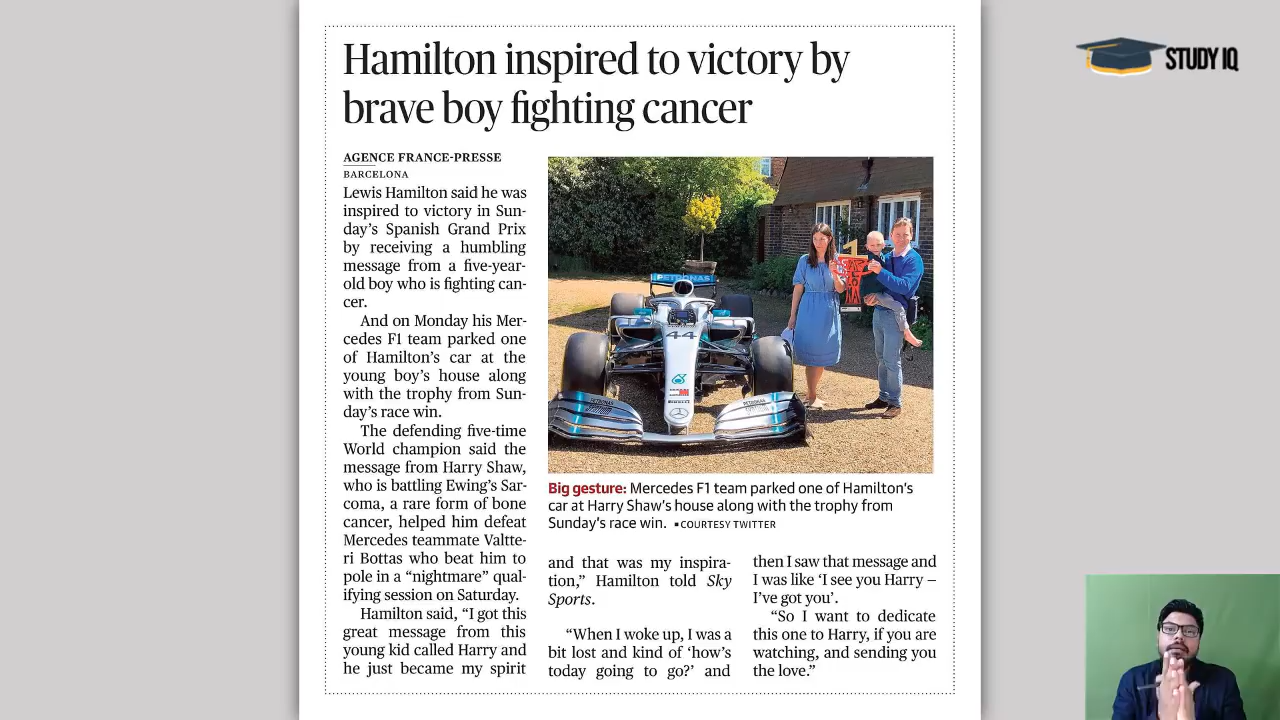 Hamilton inspired to victory by
brave boy fighting cancer
STUDY IQ
AGENCE FRANCE-PRESSE
BARCELONA
Lewis Hamilton said he was
inspired to victory in Sun-
day's Spanish Grand Prix
by receiving a humbling
message from a five-year-
old boy who is fighting can-
cer.
And on Monday his Mer-
cedes F1 team parked one
of Hamilton's car at the
young boy's house along
with the trophy from Sun-
day's race win.
The defending five-time
World champion said the
message from Harry Shaw,
who is battling Ewing's Sar-
coma, a rare form of bone
cancer, helped him defeat
Mercedes teammate Valtte-
ri Bottas who beat him to
pole in a “nightmare” qual-
ifying session on Saturday.
Hamilton said, “I got this
great message from this
young kid called Harry and
he just became my spirit
PETRONAS
44
1
Big gesture: Mercedes F1 team parked one of Hamilton's
car at Harry Shaw's house along with the trophy from
Sunday's race win. ▪COURTESY TWITTER
and that was my inspira-
tion,” Hamilton told Sky
Sports.
“When I woke up, I was a
bit lost and kind of ‘how's
today going to go?’ and
then I saw that message and
I was like ‘I see you Harry –
I've got you’.
“So I want to dedicate
this one to Harry, if you are
watching, and sending you
the love.”